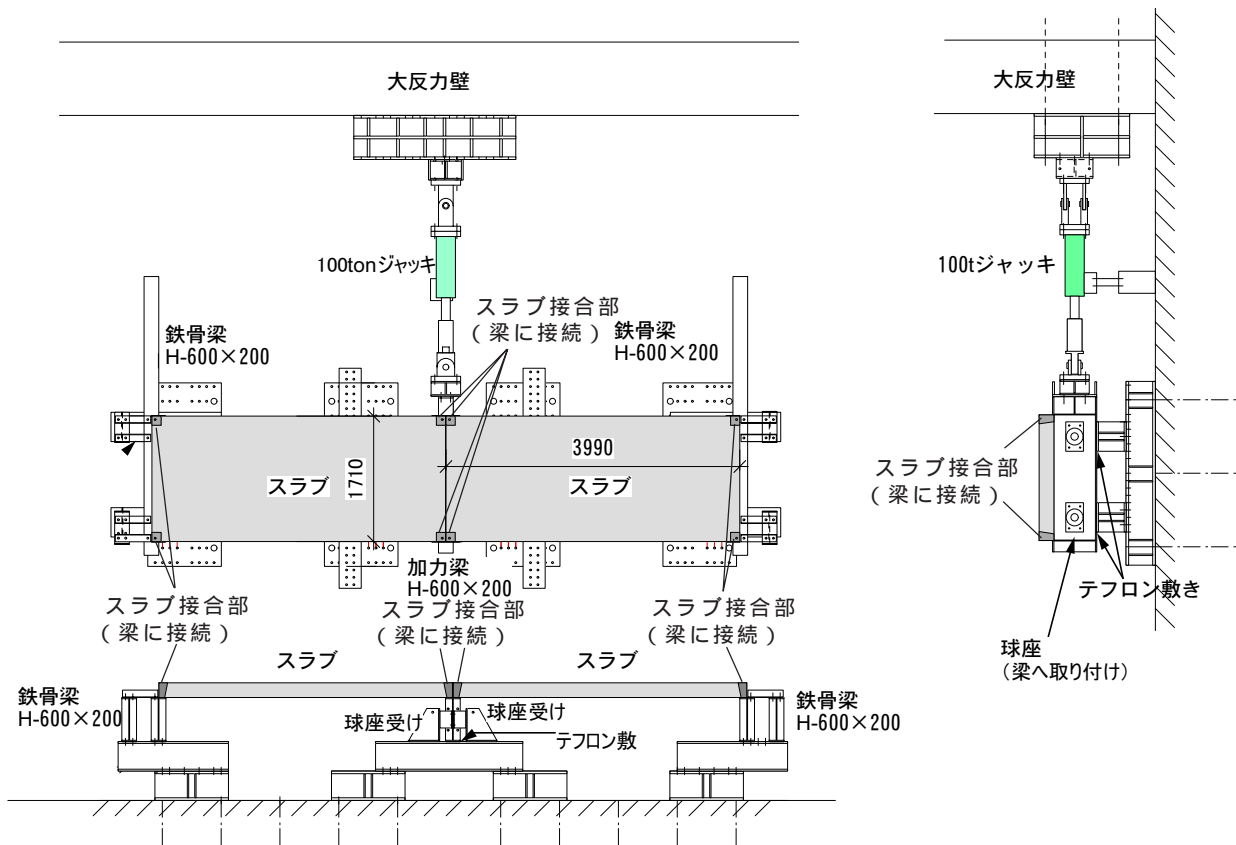 大反力壁
大反力壁
100tonジャッキ
100tジャッキ
スラブ接合部
(梁に接続)
鉄骨梁
H-600×200
鉄骨梁
H-600×200
3990
1710
スラブ
スラブ
スラブ接合部
(梁に接続)
加力梁
H-600×200
テフロン敷き
スラブ接合部
(梁に接続)
スラブ接合部
(梁に接続)
スラブ接合部
(梁に接続)
球座
(梁へ取り付け)
スラブ
スラブ
鉄骨梁
H-600×200
球座受け
球座受け
鉄骨梁
H-600×200
テフロン敷